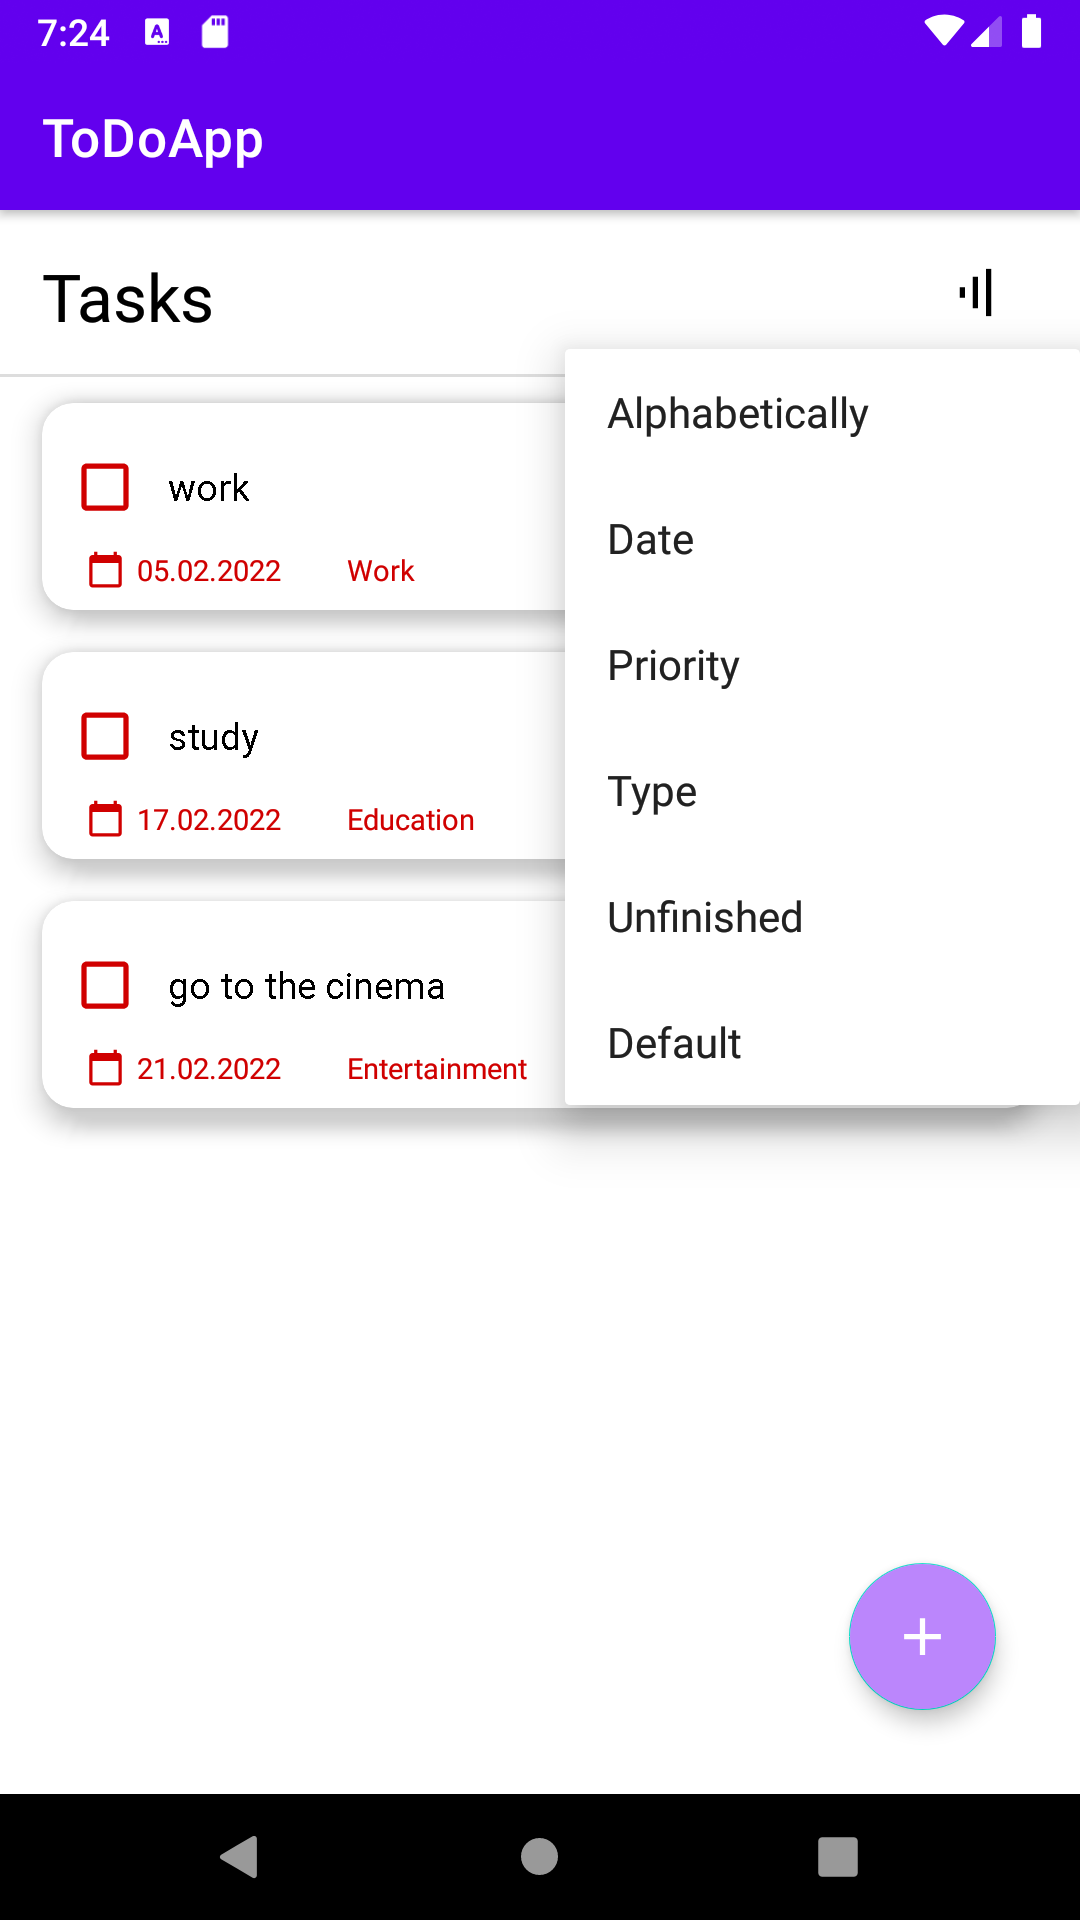 7:24
ToDoApp
Tasks
Alphabetically
Date
Priority
Type
Unfinished
Default
work
05.02.2022 Work
study
17.02.2022 Education
go to the cinema
21.02.2022 Entertainment